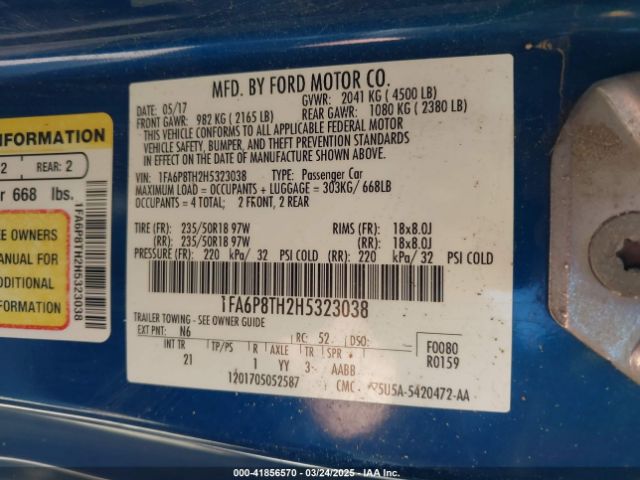 INFORMATION
2 REAR: 2
r 668 lbs.
EE OWNERS
MANUAL FOR
ADDITIONAL
INFORMATION
1FA6P8TH2H5323038
MFD. BY FORD MOTOR CO.
DATE: 05/17 GVWR: 2041 KG ( 4500 LB)
FRONT GAWR: 982 KG ( 2165 LB) REAR GAWR: 1080 KG ( 2380 LB)
THIS VEHICLE CONFORMS TO ALL APPLICABLE FEDERAL MOTOR
VEHICLE SAFETY, BUMPER, AND THEFT PREVENTION STANDARDS
IN EFFECT ON THE DATE OF MANUFACTURE SHOWN ABOVE.
VIN: 1FA6P8TH2H5323038 TYPE: Passenger Car
MAXIMUM LOAD = OCCUPANTS + LUGGAGE = 303KG/ 668LB
OCCUPANTS = 4 TOTAL; 2 FRONT, 2 REAR
TIRE (FR): 235/50R18 97W RIMS (FR): 18x8.0J
(RR): 235/50R18 97W (RR): 18x8.0J
PRESSURE (FR): 220 kPa/ 32 PSI COLD (RR): 220 kPa/ 32 PSI COLD
1FA6P8TH2H5323038
TRAILER TOWING - SEE OWNER GUIDE
EXT PNT: N6 RC: 52 DSO: F0080
INT TR TP/PS R AXLE TR SPR R0159
21 1 YY 3 AABB
1201705052587 CMC 5U5A-5420472-AA
000-41856570 — 03/24/2025 — IAA Inc.